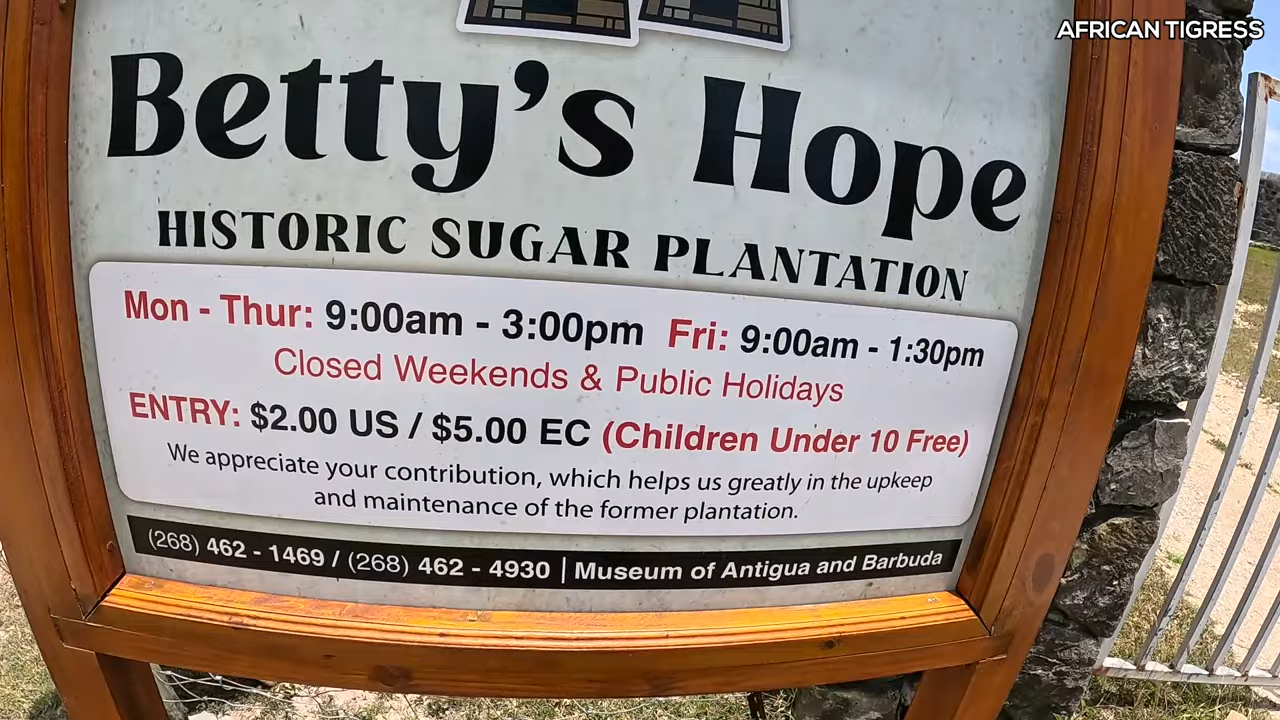 AFRICAN TIGRESS
Betty's Hope
HISTORIC SUGAR PLANTATION
Mon - Thur: 9:00am - 3:00pm Fri: 9:00am - 1:30pm
Closed Weekends & Public Holidays
ENTRY: $2.00 US / $5.00 EC (Children Under 10 Free)
We appreciate your contribution, which helps us greatly in the upkeep
and maintenance of the former plantation.
(268) 462 - 1469 / (268) 462 - 4930 | Museum of Antigua and Barbuda